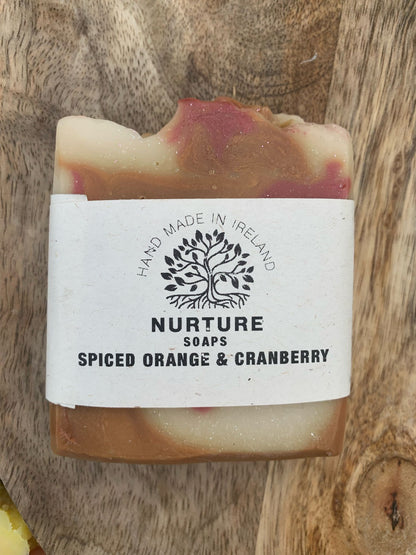 HAND MADE IN IRELAND
NURTURE
SOAPS
SPICED ORANGE & CRANBERRY